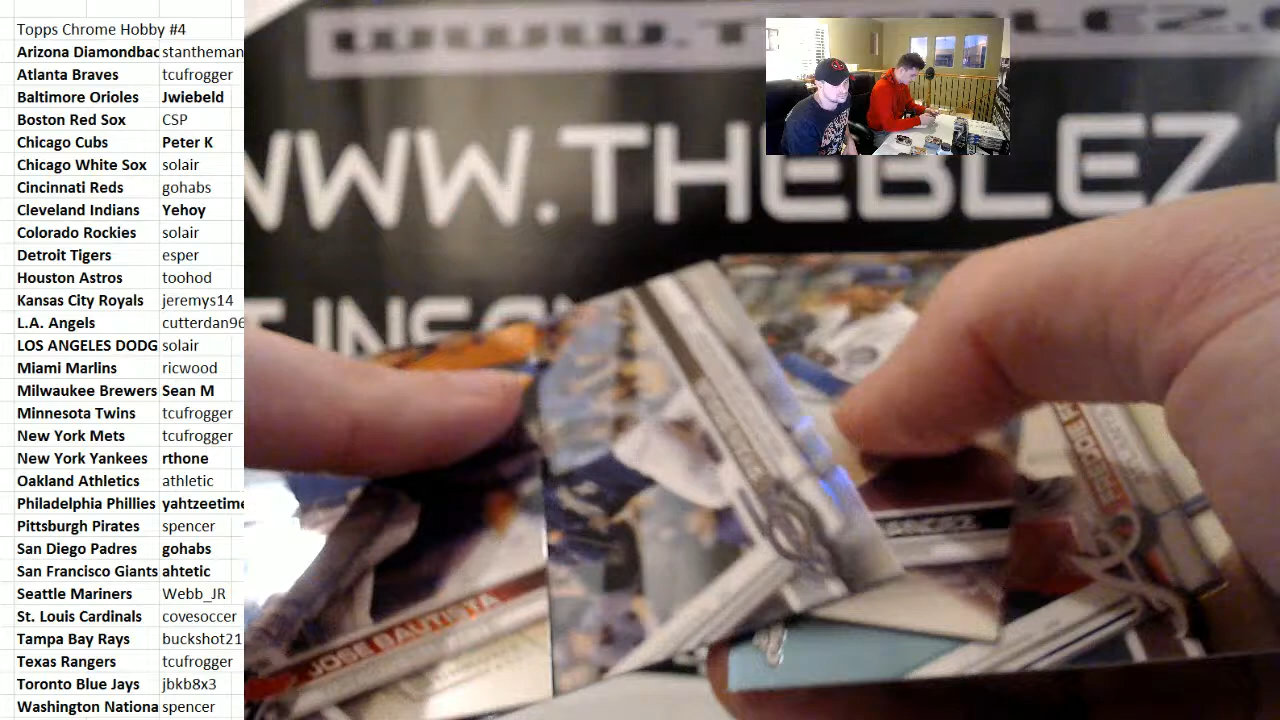 Topps Chrome Hobby #4
Arizona Diamondbac stantheman
Atlanta Braves tcufrogger
Baltimore Orioles Jwiebeld
Boston Red Sox CSP
Chicago Cubs Peter K
Chicago White Sox solair
Cincinnati Reds gohabs
Cleveland Indians Yehoy
Colorado Rockies solair
Detroit Tigers esper
Houston Astros toohod
Kansas City Royals jeremys14
L.A. Angels cutterdan96
LOS ANGELES DODG solair
Miami Marlins ricwood
Milwaukee Brewers Sean M
Minnesota Twins tcufrogger
New York Mets tcufrogger
New York Yankees rthone
Oakland Athletics athletic
Philadelphia Phillies yahtzeetime
Pittsburgh Pirates spencer
San Diego Padres gohabs
San Francisco Giants ahtetic
Seattle Mariners Webb_JR
St. Louis Cardinals covesoccer
Tampa Bay Rays buckshot21
Texas Rangers tcufrogger
Toronto Blue Jays jbkb8x3
Washington Nationa spencer
WWW.THEBLEZ.
JOSE BAUTISTA